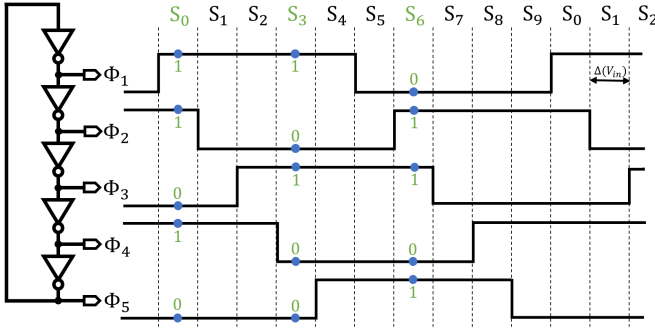 S₀ S₁ S₂ S₃ S₄ S₅ S₆ S₇ S₈ S₉ S₀ S₁ S₂
Φ₁ 1 1 0 Δ(Vᵢₙ)
Φ₂ 1 0 1
Φ₃ 0 1 1
Φ₄ 1 0 0
Φ₅ 0 0 1